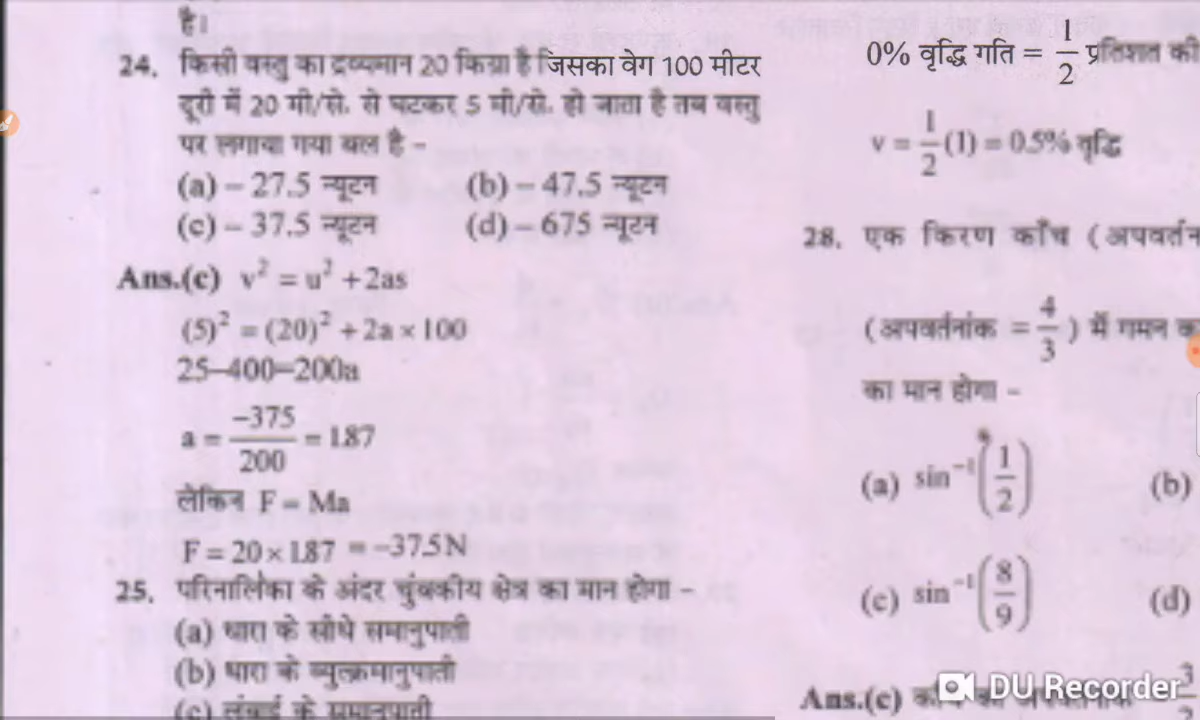 है।
24. किसी वस्तु का द्रव्यमान 20 किग्रा है जिसका वेग 100 मीटर
दूरी में 20 मी/से. से घटकर 5 मी/से. हो जाता है तब वस्तु
पर लगाया गया बल है –
(a) – 27.5 न्यूटन (b) – 47.5 न्यूटन
(c) – 37.5 न्यूटन (d) – 675 न्यूटन
Ans.(c) v² = u² + 2as
(5)² = (20)² + 2a × 100
25–400=200a
a = −375/200 = 1.87
लेकिन F = Ma
F = 20 × 1.87 = −37.5N
25. परिनालिका के अंदर चुंबकीय क्षेत्र का मान होगा –
(a) धारा के सीधे समानुपाती
(b) धारा के व्युत्क्रमानुपाती
(c) लंबाई के समानुपाती
0% वृद्धि गति = 1/2 प्रतिशत की
v = 1/2 (1) = 0.5% वृद्धि
28. एक किरण काँच (अपवर्तन
(अपवर्तनांक = 4/3) में गमन क
का मान होगा –
(a) sin⁻¹(1/2) (b)
(c) sin⁻¹(8/9) (d)
Ans.(c) का अपवर्तनांक 3
DU Recorder